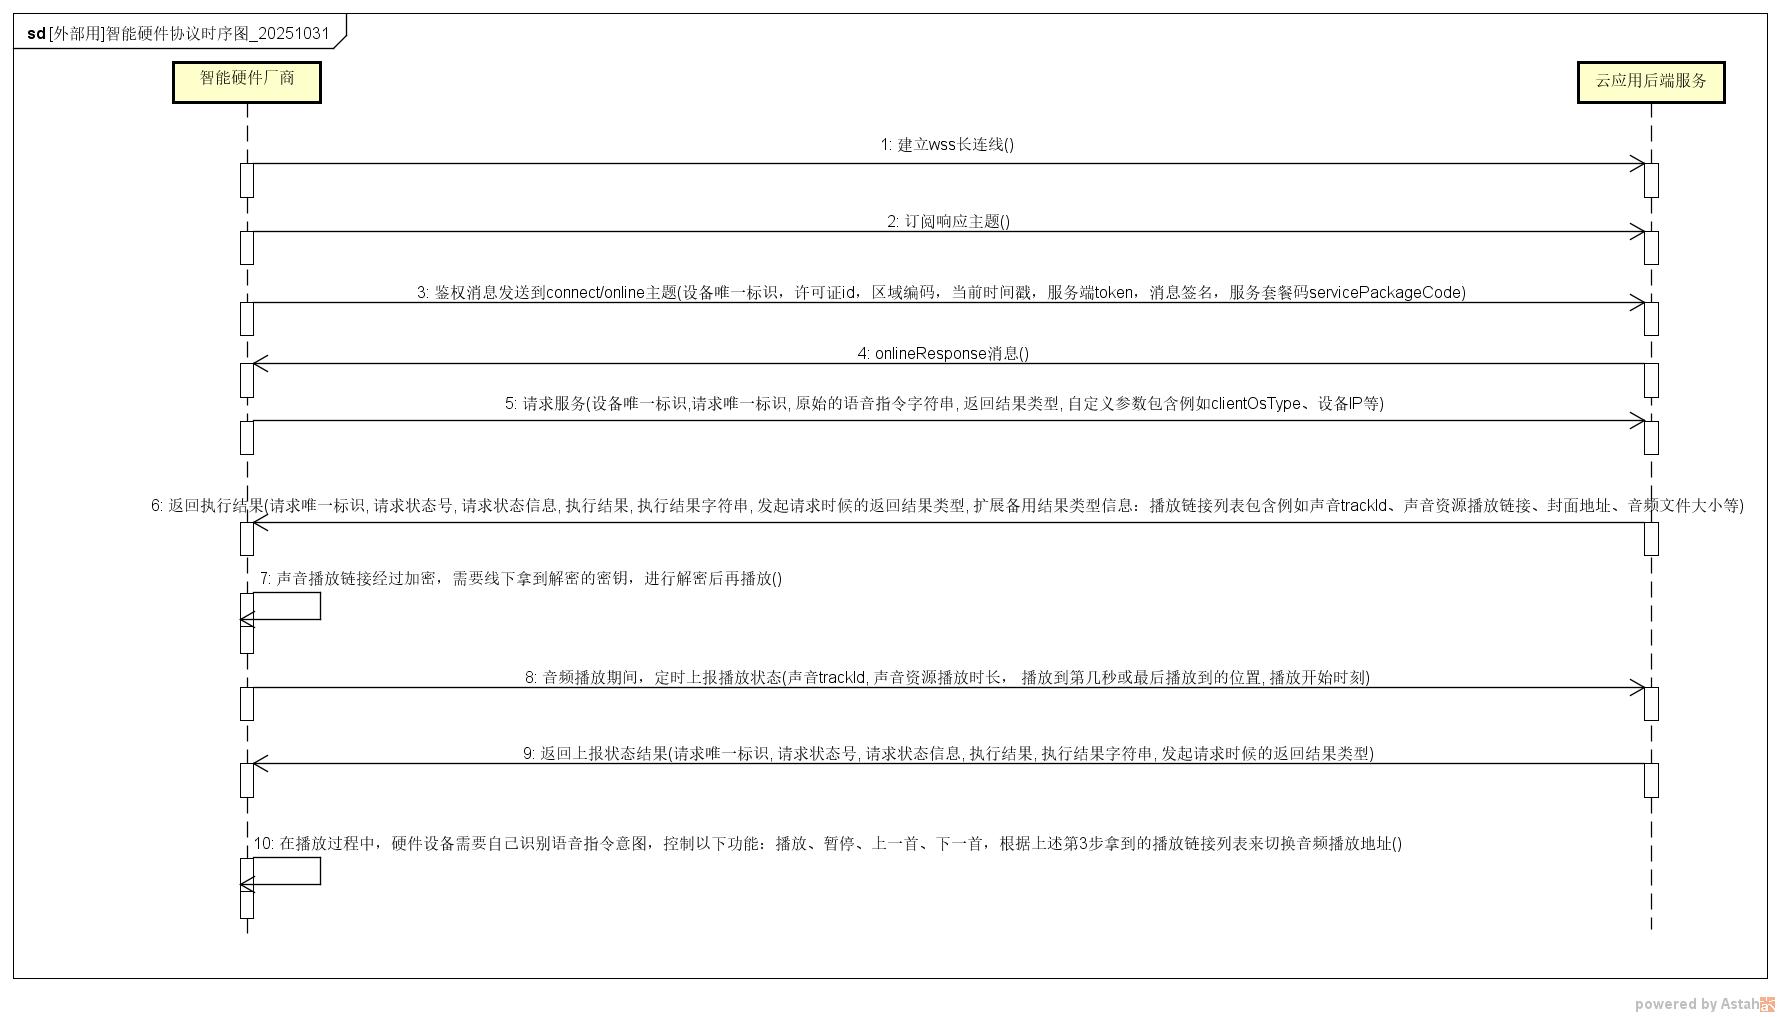 sd [外部用]智能硬件协议时序图_20251031
智能硬件厂商
云应用后端服务
1: 建立wss长连线()
2: 订阅响应主题()
3: 鉴权消息发送到connect/online主题(设备唯一标识，许可证id，区域编码，当前时间戳，服务端token，消息签名，服务套餐码servicePackageCode)
4: onlineResponse消息()
5: 请求服务(设备唯一标识,请求唯一标识, 原始的语音指令字符串, 返回结果类型, 自定义参数包含例如clientOsType、设备IP等)
6: 返回执行结果(请求唯一标识, 请求状态号, 请求状态信息, 执行结果, 执行结果字符串, 发起请求时候的返回结果类型, 扩展备用结果类型信息：播放链接列表包含例如声音trackId、声音资源播放链接、封面地址、音频文件大小等)
7: 声音播放链接经过加密，需要线下拿到解密的密钥，进行解密后再播放()
8: 音频播放期间，定时上报播放状态(声音trackId, 声音资源播放时长， 播放到第几秒或最后播放到的位置, 播放开始时刻)
9: 返回上报状态结果(请求唯一标识, 请求状态号, 请求状态信息, 执行结果, 执行结果字符串, 发起请求时候的返回结果类型)
10: 在播放过程中，硬件设备需要自己识别语音指令意图，控制以下功能：播放、暂停、上一首、下一首，根据上述第3步拿到的播放链接列表来切换音频播放地址()
powered by Astah